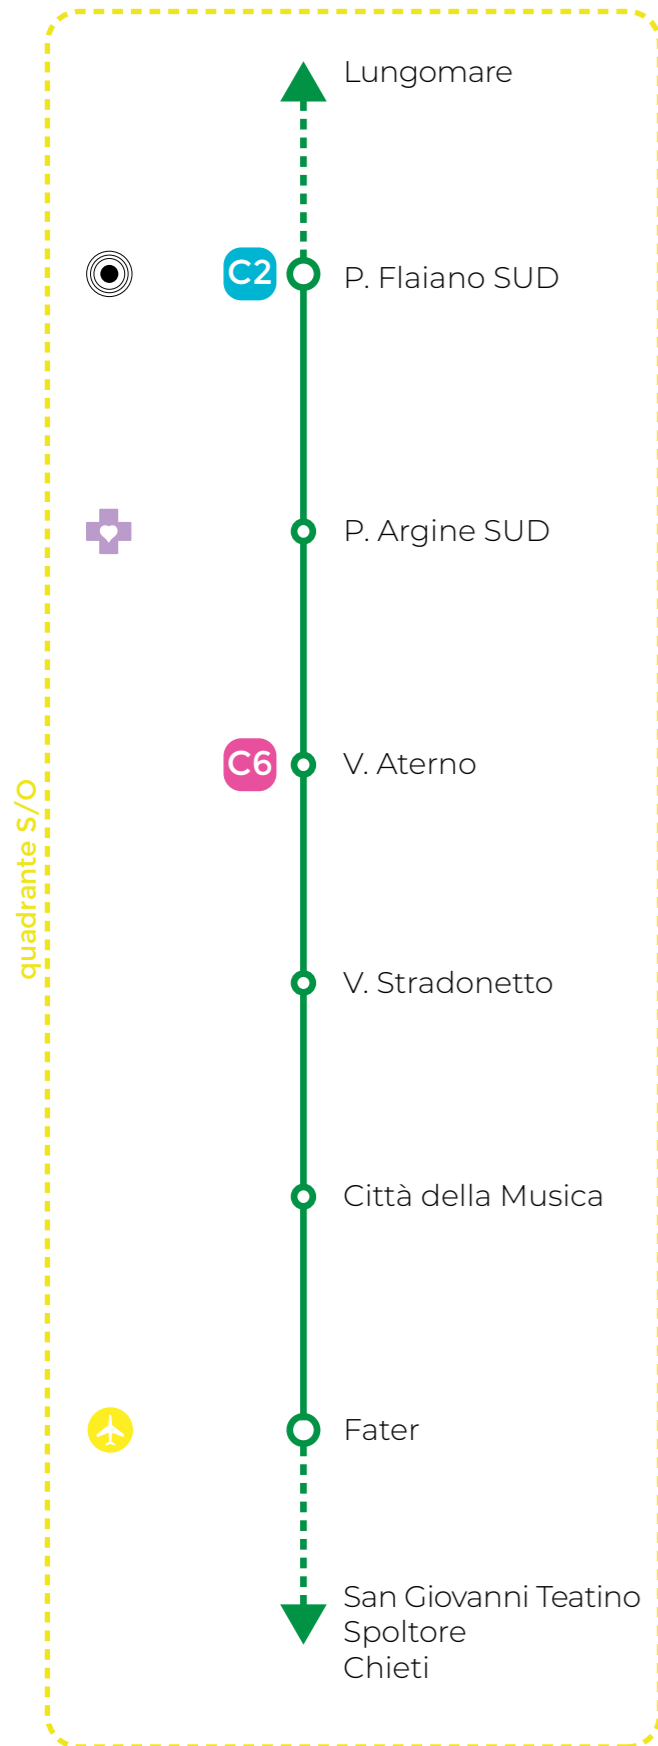 Lungomare
C2
P. Flaiano SUD
P. Argine SUD
C6
V. Aterno
quadrante S/O
V. Stradonetto
Città della Musica
Fater
San Giovanni Teatino
Spoltore
Chieti